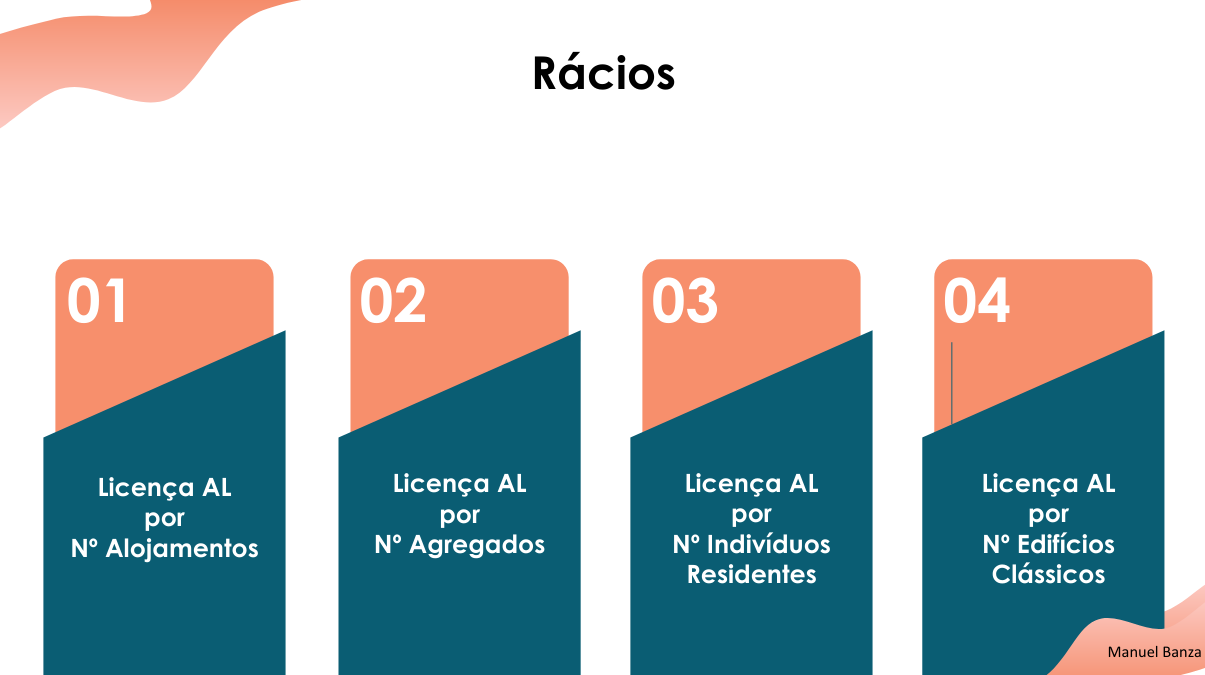 Rácios
01
Licença AL
por
Nº Alojamentos
02
Licença AL
por
Nº Agregados
03
Licença AL
por
Nº Indivíduos
Residentes
04
Licença AL
por
Nº Edifícios
Clássicos
Manuel Banza